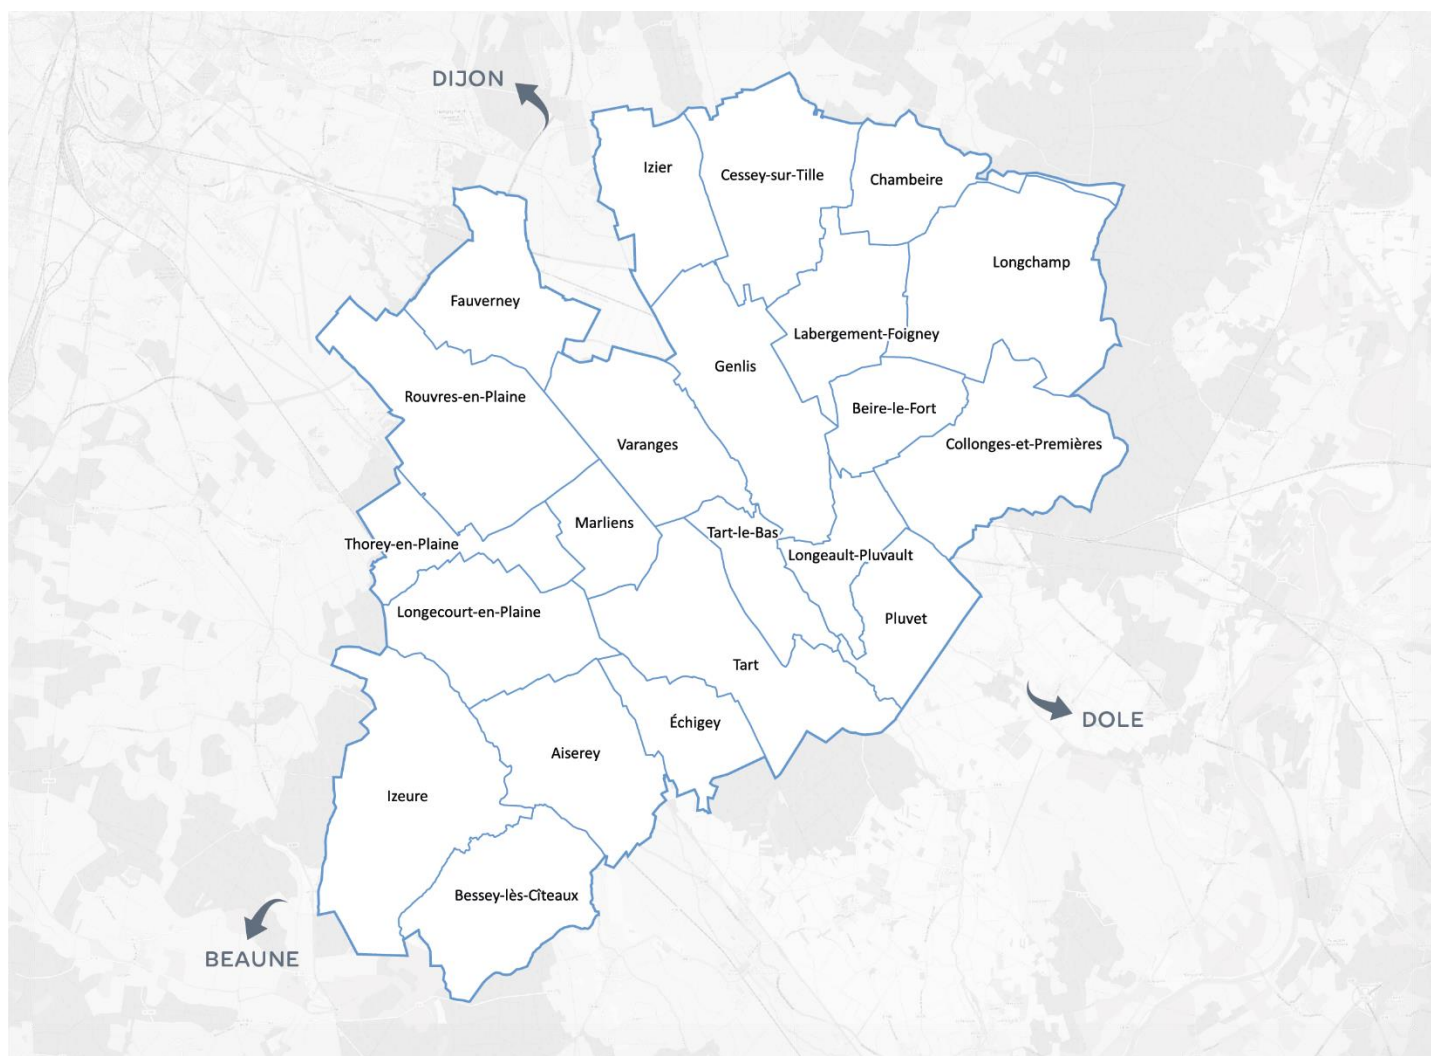 DIJON
Izier
Cessey-sur-Tille
Chambeire
Longchamp
Fauverney
Labergement-Foigney
Genlis
Rouvres-en-Plaine
Beire-le-Fort
Varanges
Collonges-et-Premières
Marliens
Tart-le-Bas
Thorey-en-Plaine
Longeault-Pluvault
Longecourt-en-Plaine
Pluvet
Tart
Échigey
DOLE
Aiserey
Izeure
Bessey-lès-Cîteaux
BEAUNE